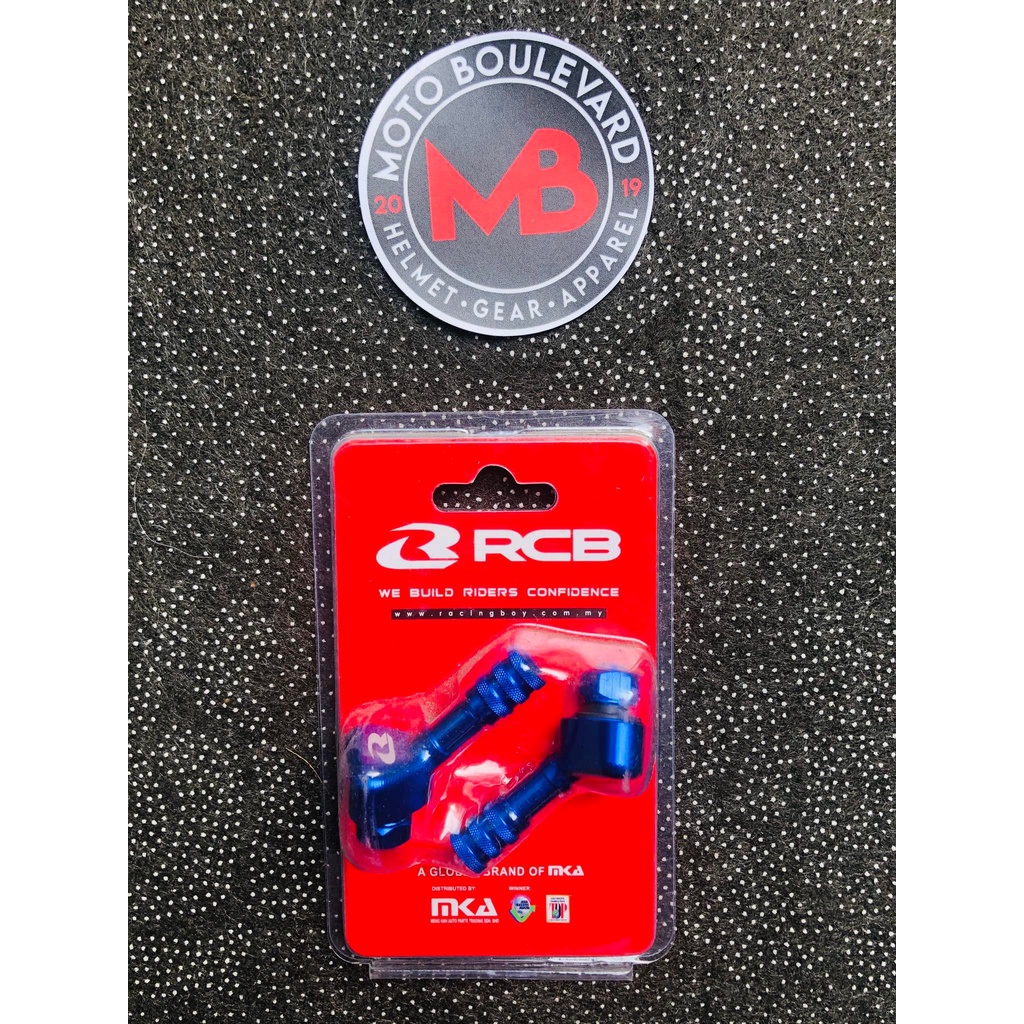 MOTO BOULEVARD
20 19
MB
HELMET · GEAR · APPAREL
RCB
WE BUILD RIDERS CONFIDENCE
www.racingboy.com.my
A GLOBAL BRAND OF MKA
DISTRIBUTED BY: WINNER:
MKA